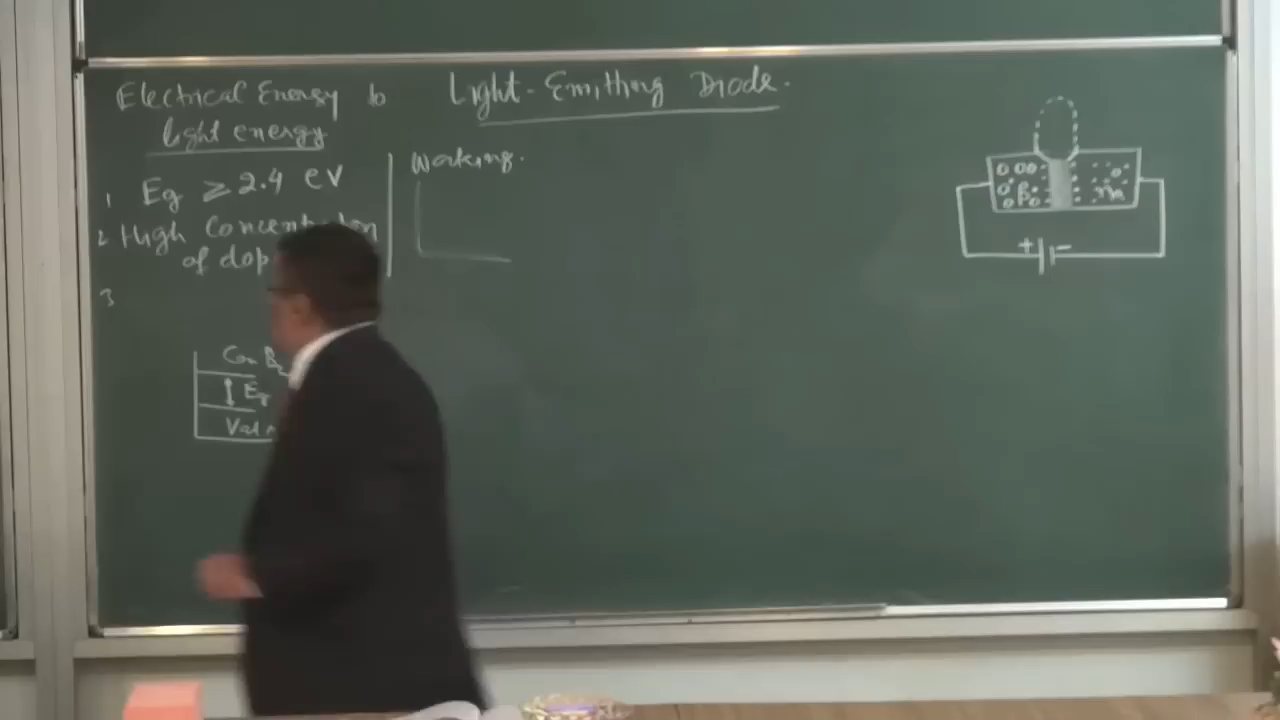 Light-Emitting Diode.
Electrical Energy to
light energy
1 Eg ≥ 2.4 eV
2. High Concentration
of dop
3
Con B
Eg
Val
Working.
P
n
+ -